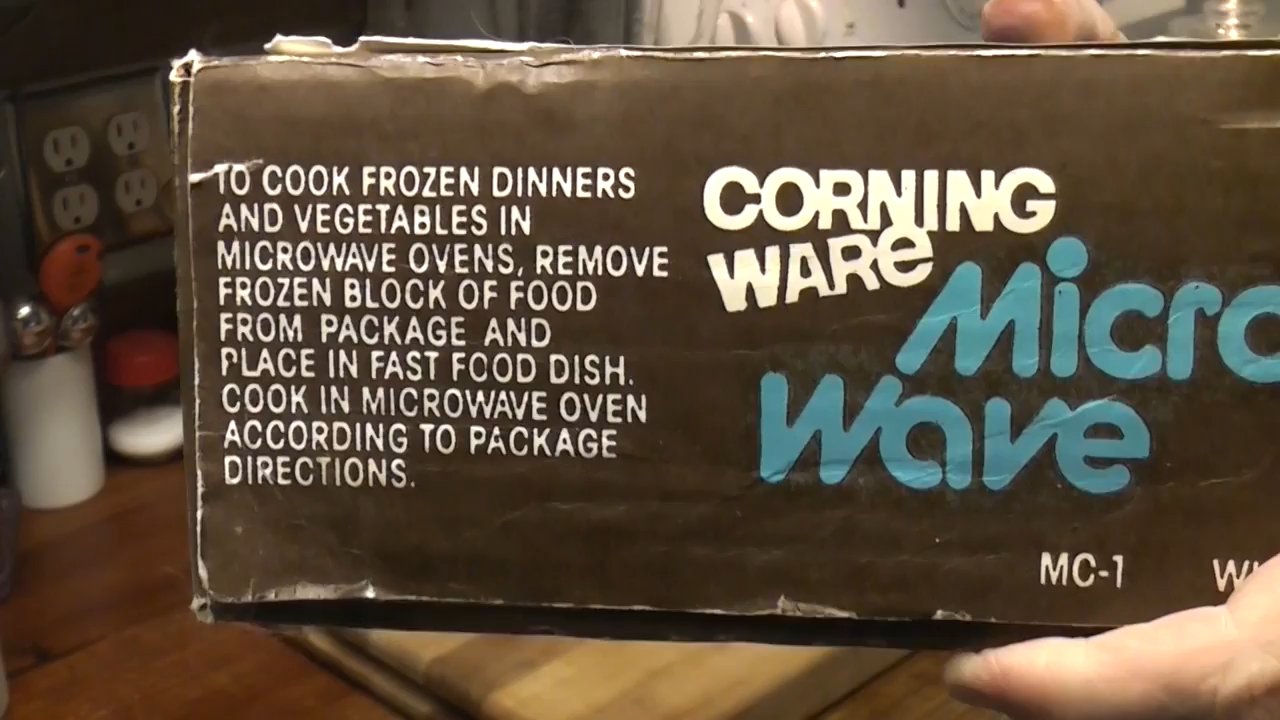 TO COOK FROZEN DINNERS
AND VEGETABLES IN
MICROWAVE OVENS, REMOVE
FROZEN BLOCK OF FOOD
FROM PACKAGE AND
PLACE IN FAST FOOD DISH.
COOK IN MICROWAVE OVEN
ACCORDING TO PACKAGE
DIRECTIONS.
CORNING
WARe
Micro
Wave
MC-1